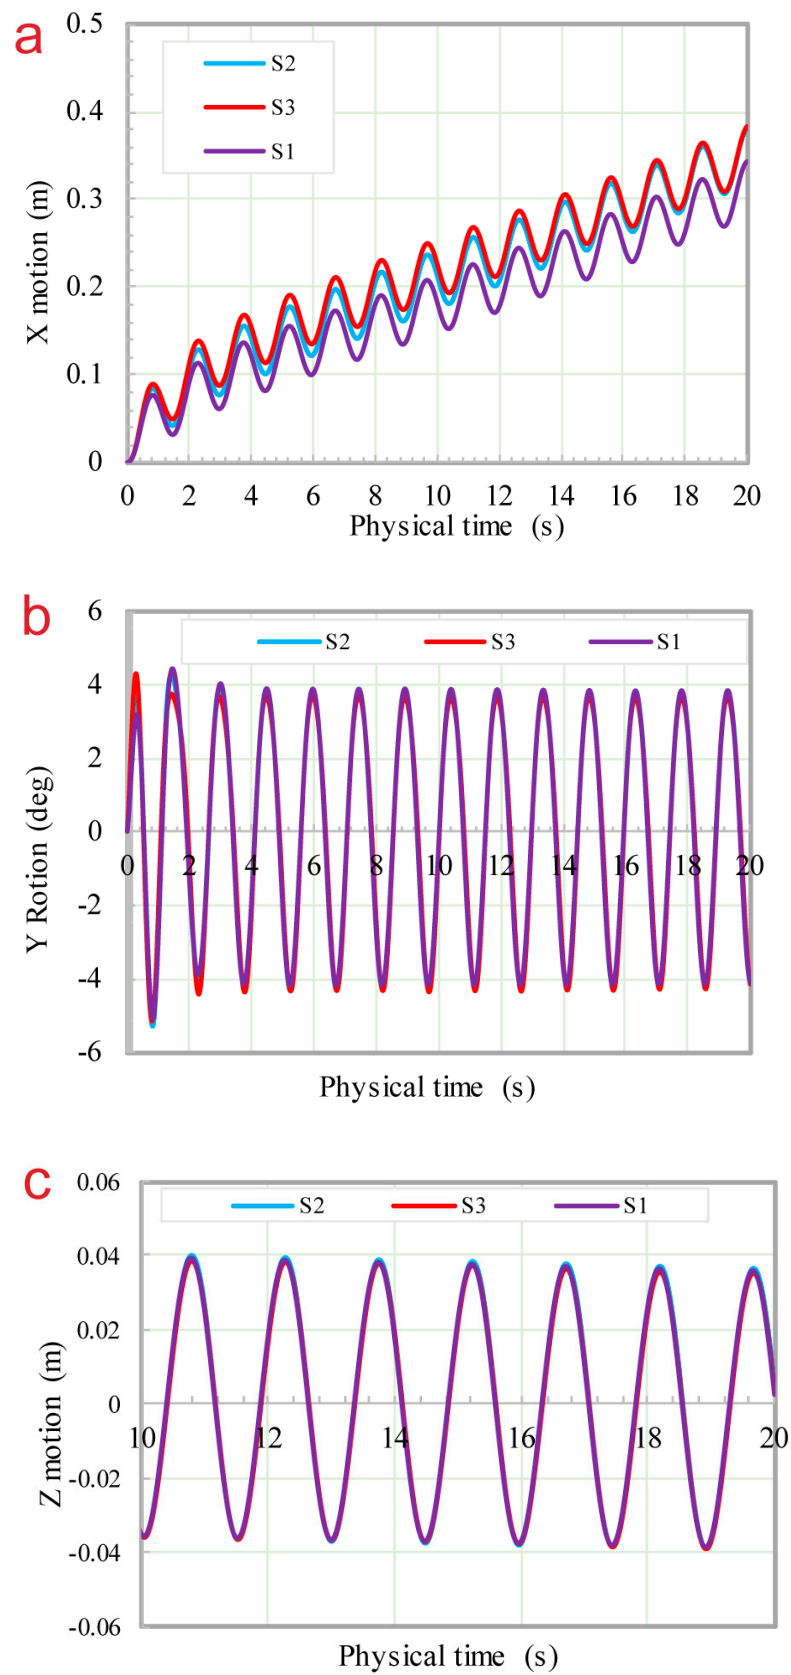 a
0.5
0.4
0.3
0.2
0.1
0
S2
S3
S1
X motion (m)
0 2 4 6 8 10 12 14 16 18 20
Physical time (s)
b
6
4
2
0
-2
-4
-6
S2 S3 S1
Y Rotion (deg)
0 2 4 6 8 10 12 14 16 18 20
Physical time (s)
c
0.06
0.04
0.02
0
-0.02
-0.04
-0.06
S2 S3 S1
Z motion (m)
10 12 14 16 18 20
Physical time (s)